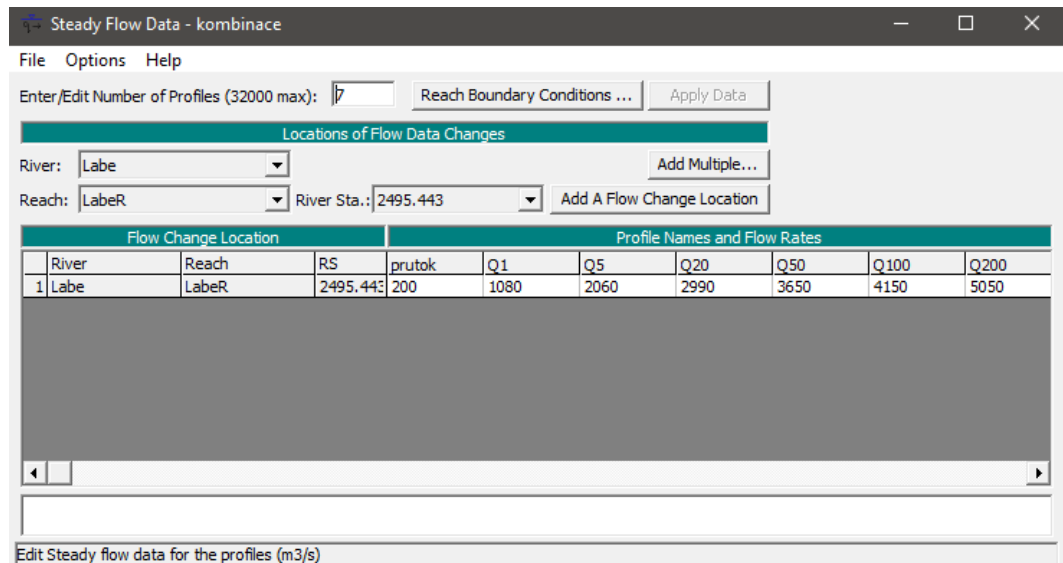 Steady Flow Data - kombinace
File Options Help
Enter/Edit Number of Profiles (32000 max): 7 Reach Boundary Conditions ... Apply Data
Locations of Flow Data Changes
River: Labe Add Multiple...
Reach: LabeR River Sta.: 2495.443 Add A Flow Change Location
Flow Change Location Profile Names and Flow Rates
River Reach RS prutok Q1 Q5 Q20 Q50 Q100 Q200
1 Labe LabeR 2495.443 200 1080 2060 2990 3650 4150 5050
Edit Steady flow data for the profiles (m3/s)